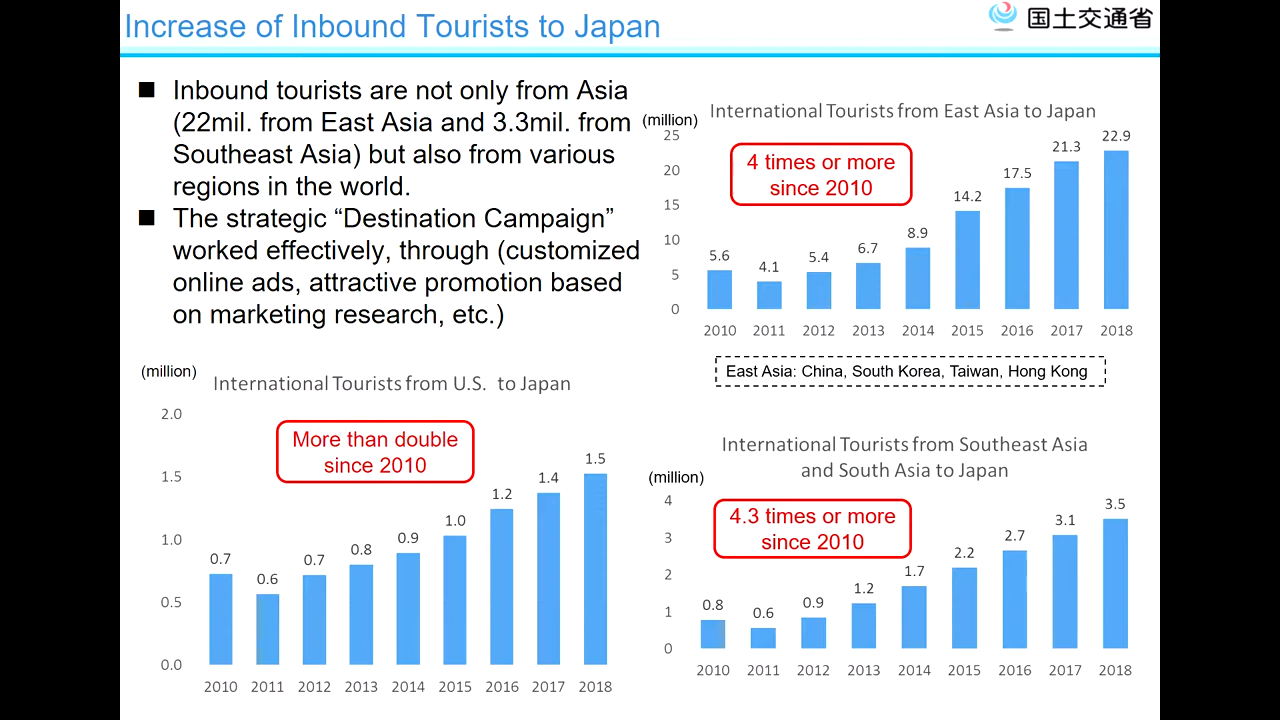 Increase of Inbound Tourists to Japan
国土交通省
■ Inbound tourists are not only from Asia
(22mil. from East Asia and 3.3mil. from
Southeast Asia) but also from various
regions in the world.
■ The strategic “Destination Campaign”
worked effectively, through (customized
online ads, attractive promotion based
on marketing research, etc.)
(million)
International Tourists from East Asia to Japan
4 times or more
since 2010
25
20
15
10
5
0
5.6
4.1
5.4
6.7
8.9
14.2
17.5
21.3
22.9
2010 2011 2012 2013 2014 2015 2016 2017 2018
East Asia: China, South Korea, Taiwan, Hong Kong
(million)
International Tourists from U.S. to Japan
More than double
since 2010
2.0
1.5
1.0
0.5
0.0
0.7
0.6
0.7
0.8
0.9
1.0
1.2
1.4
1.5
2010 2011 2012 2013 2014 2015 2016 2017 2018
International Tourists from Southeast Asia
and South Asia to Japan
(million)
4.3 times or more
since 2010
4
3
2
1
0
0.8
0.6
0.9
1.2
1.7
2.2
2.7
3.1
3.5
2010 2011 2012 2013 2014 2015 2016 2017 2018